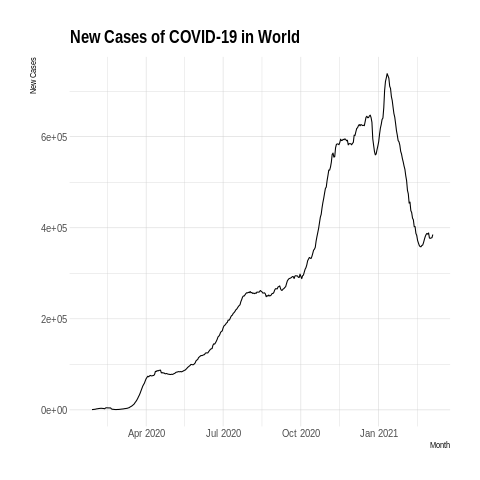 New Cases of COVID-19 in World
New Cases
6e+05
4e+05
2e+05
0e+00
Apr 2020 Jul 2020 Oct 2020 Jan 2021
Month